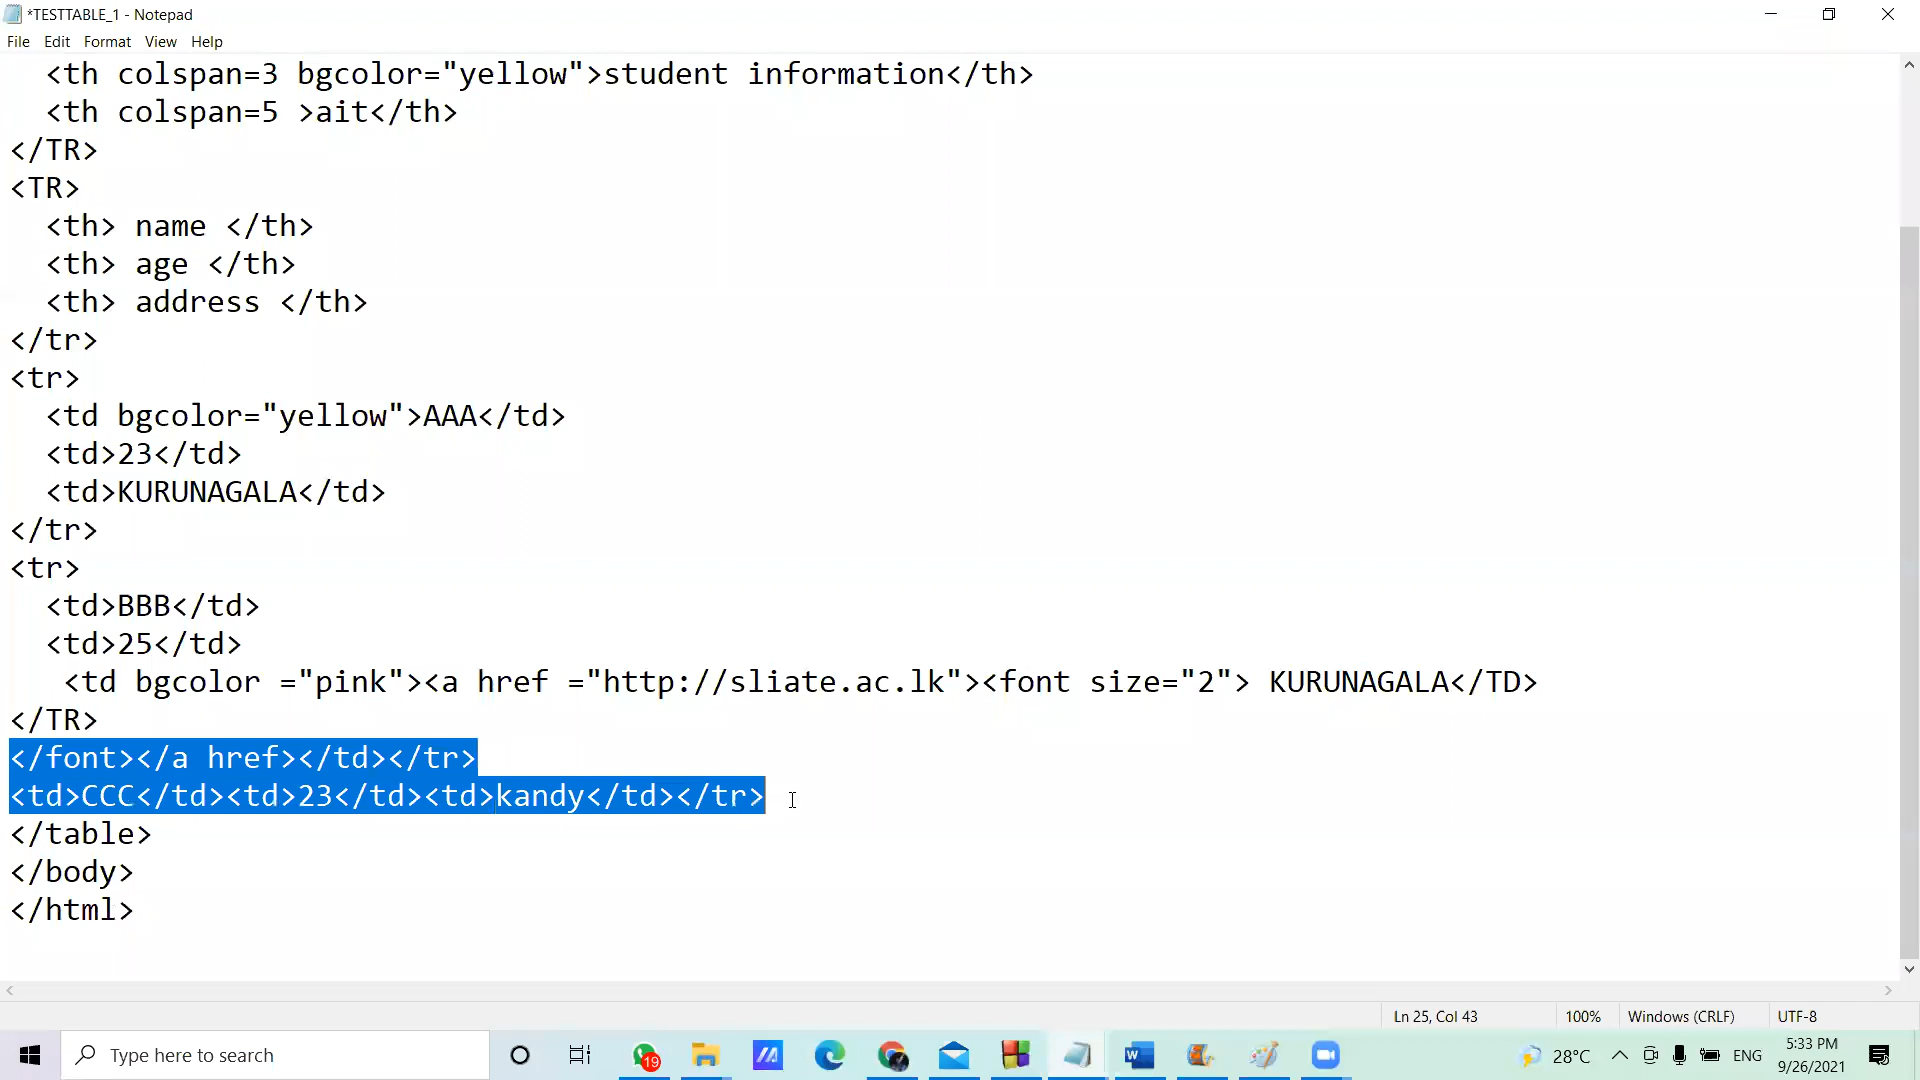 *TESTTABLE_1 - Notepad
File Edit Format View Help
<th colspan=3 bgcolor="yellow">student information</th>
<th colspan=5 >ait</th>
</TR>
<TR>
<th> name </th>
<th> age </th>
<th> address </th>
</tr>
<tr>
<td bgcolor="yellow">AAA</td>
<td>23</td>
<td>KURUNAGALA</td>
</tr>
<tr>
<td>BBB</td>
<td>25</td>
<td bgcolor ="pink"><a href ="http://sliate.ac.lk"><font size="2"> KURUNAGALA</TD>
</TR>
</font></a href></td></tr>
<td>CCC</td><td>23</td><td>kandy</td></tr>
</table>
</body>
</html>
Ln 25, Col 43 100% Windows (CRLF) UTF-8
Type here to search 19 28°C ENG 5:33 PM
9/26/2021